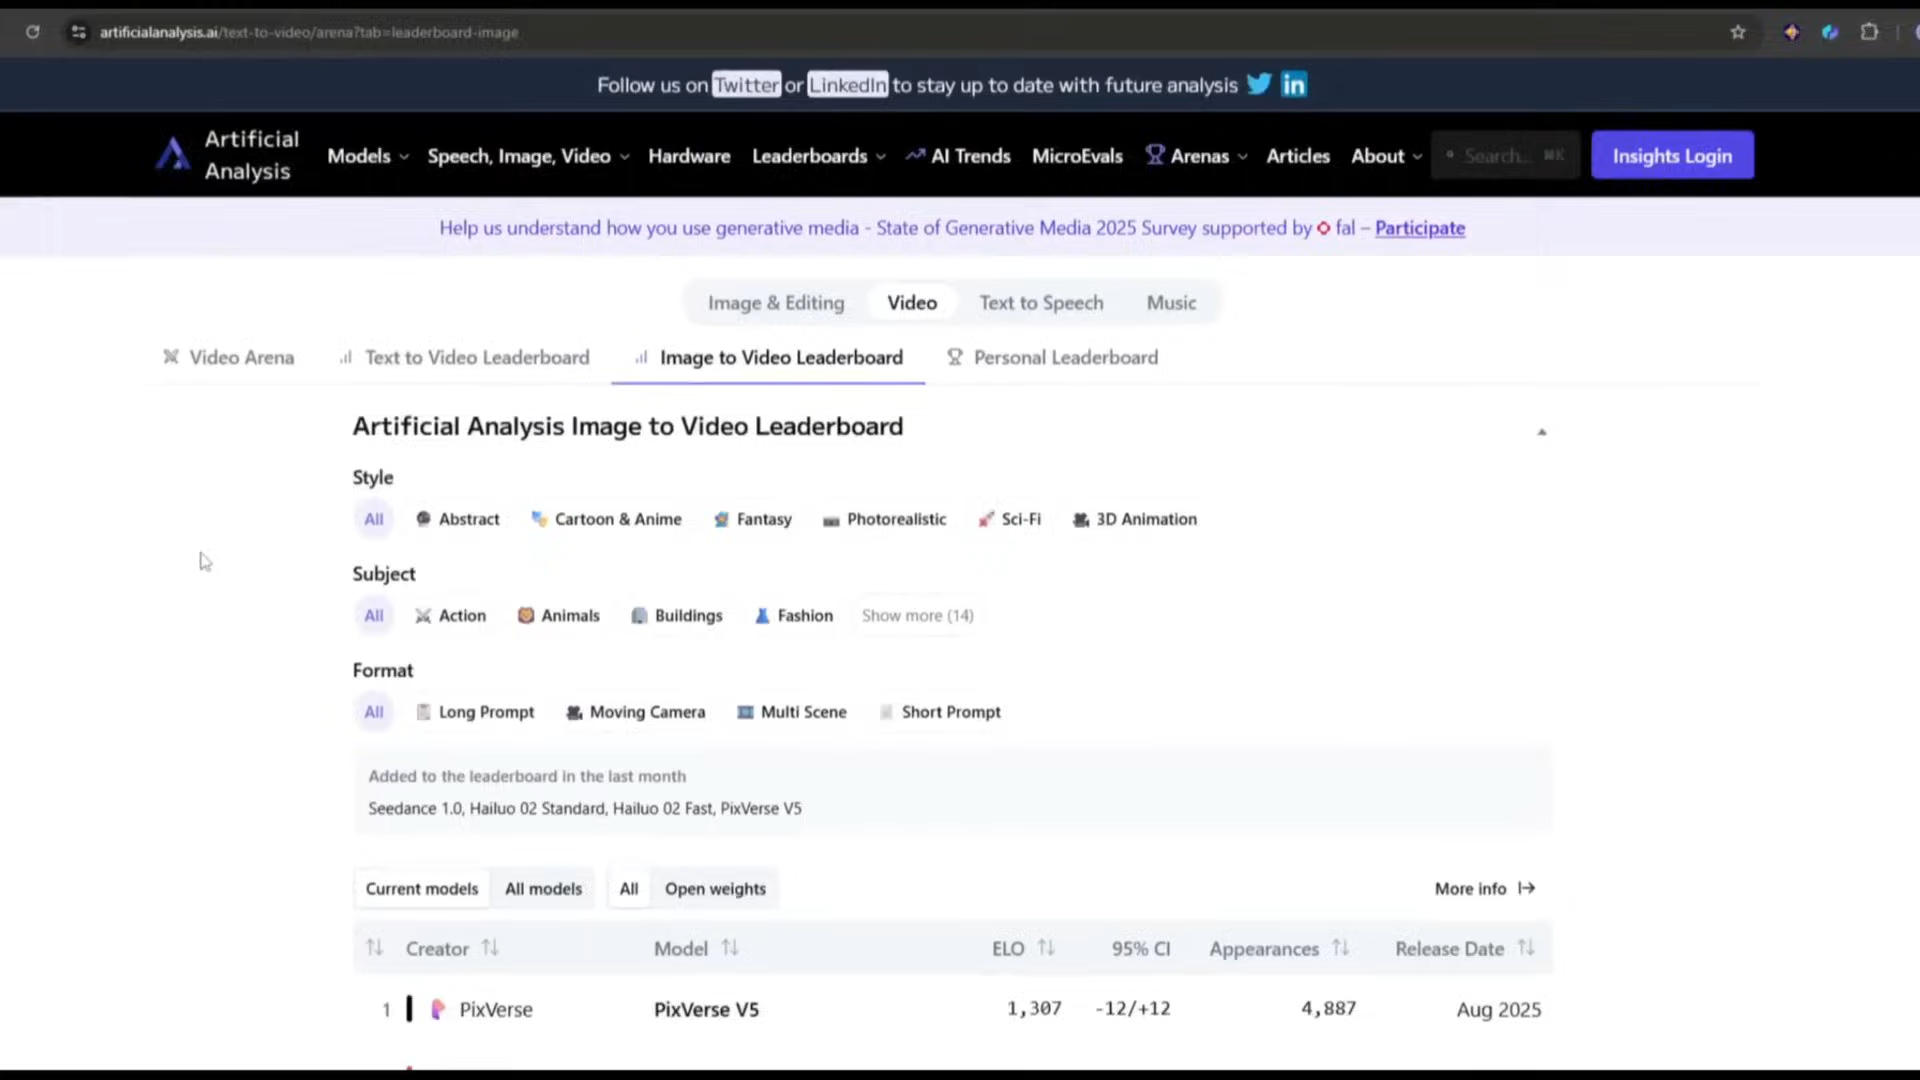 artificialanalysis.ai/text-to-video/arena?tab=leaderboard-image
Follow us on Twitter or LinkedIn to stay up to date with future analysis
Artificial Analysis
Models
Speech, Image, Video
Hardware
Leaderboards
AI Trends
MicroEvals
Arenas
Articles
About
Search... ⌘K
Insights Login
Help us understand how you use generative media - State of Generative Media 2025 Survey supported by fal – Participate
Image & Editing
Video
Text to Speech
Music
Video Arena
Text to Video Leaderboard
Image to Video Leaderboard
Personal Leaderboard
Artificial Analysis Image to Video Leaderboard
Style
All Abstract Cartoon & Anime Fantasy Photorealistic Sci-Fi 3D Animation
Subject
All Action Animals Buildings Fashion Show more (14)
Format
All Long Prompt Moving Camera Multi Scene Short Prompt
Added to the leaderboard in the last month
Seedance 1.0, Hailuo 02 Standard, Hailuo 02 Fast, PixVerse V5
Current models All models All Open weights More info
Creator Model ELO 95% CI Appearances Release Date
1 PixVerse PixVerse V5 1,307 -12/+12 4,887 Aug 2025